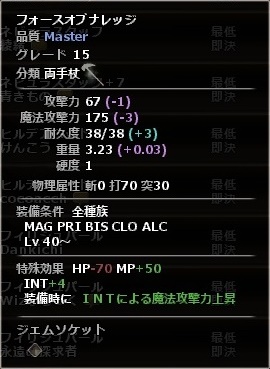 フォースオブナレッジ
品質 Master
グレード 15
分類 両手杖
攻撃力 67 (-1)
魔法攻撃力 175 (-3)
耐久度 38/38 (+3)
重量 3.23 (+0.03)
硬度 1
物理属性 斬0 打70 突30
装備条件 全種族
MAG PRI BIS CLO ALC
Lv 40～
特殊効果 HP-70 MP+50
INT+4
装備時に INTによる魔法攻撃力上昇
ジェムソケット